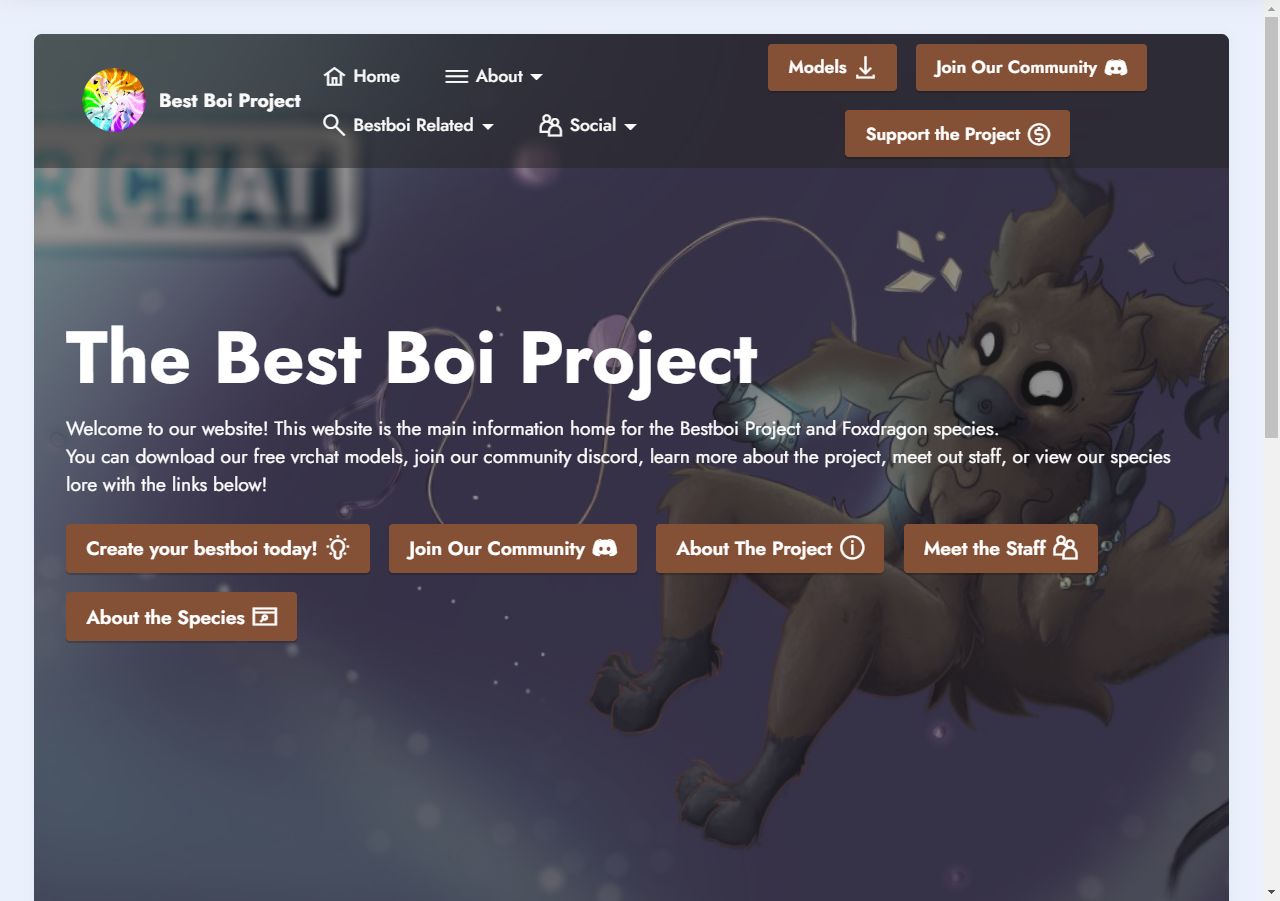 Best Boi Project
Home
About
Bestboi Related
Social
Models
Join Our Community
Support the Project
R CHAT
The Best Boi Project
Welcome to our website! This website is the main information home for the Bestboi Project and Foxdragon species.
You can download our free vrchat models, join our community discord, learn more about the project, meet out staff, or view our species
lore with the links below!
Create your bestboi today!
Join Our Community
About The Project
Meet the Staff
About the Species